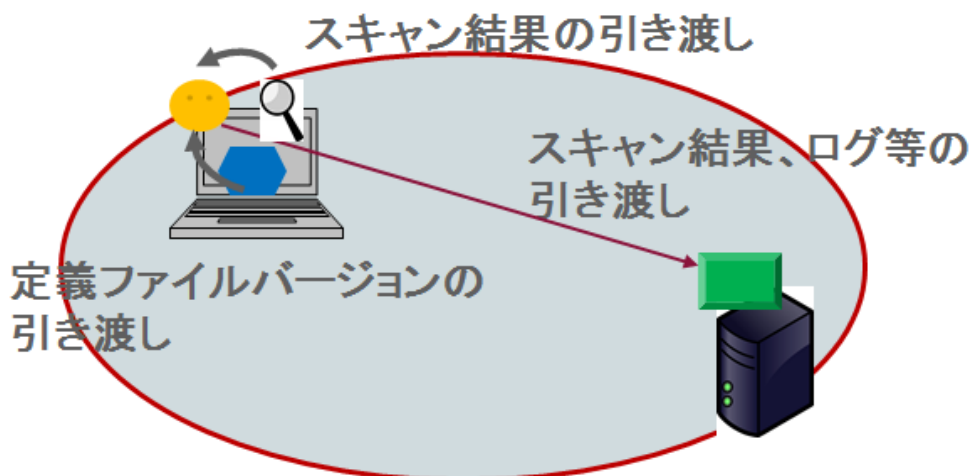 スキャン結果の引き渡し
スキャン結果、ログ等の
引き渡し
定義ファイルバージョンの
引き渡し